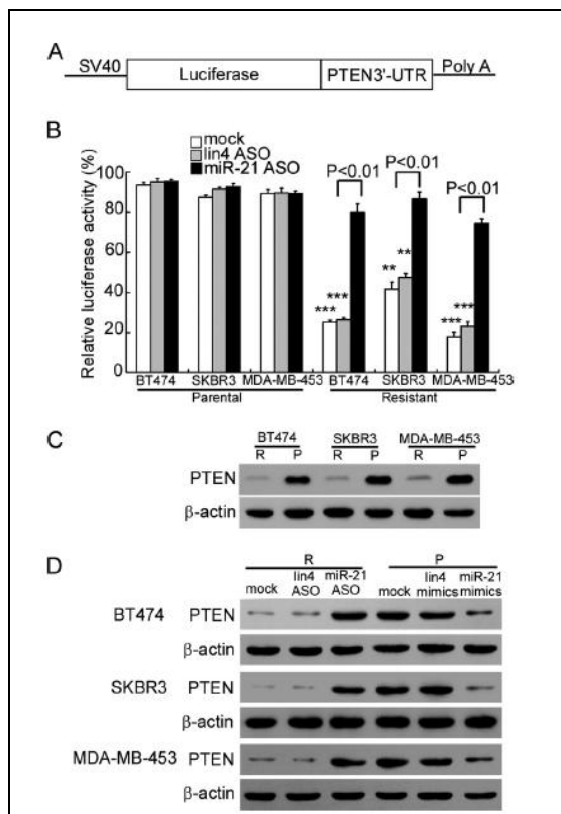 A
SV40 Luciferase PTEN3'-UTR Poly A
B
mock
lin4 ASO
miR-21 ASO
P<0.01 P<0.01 P<0.01
Relative luciferase activity (%)
100
80
60
40
20
0
*** *** ** ** *** ***
BT474 SKBR3 MDA-MB-453 BT474 SKBR3 MDA-MB-453
Parental Resistant
C
BT474 SKBR3 MDA-MB-453
R P R P R P
PTEN
β-actin
D
R P
mock lin4 ASO miR-21 ASO mock lin4 mimics miR-21 mimics
BT474 PTEN
β-actin
SKBR3 PTEN
β-actin
MDA-MB-453 PTEN
β-actin